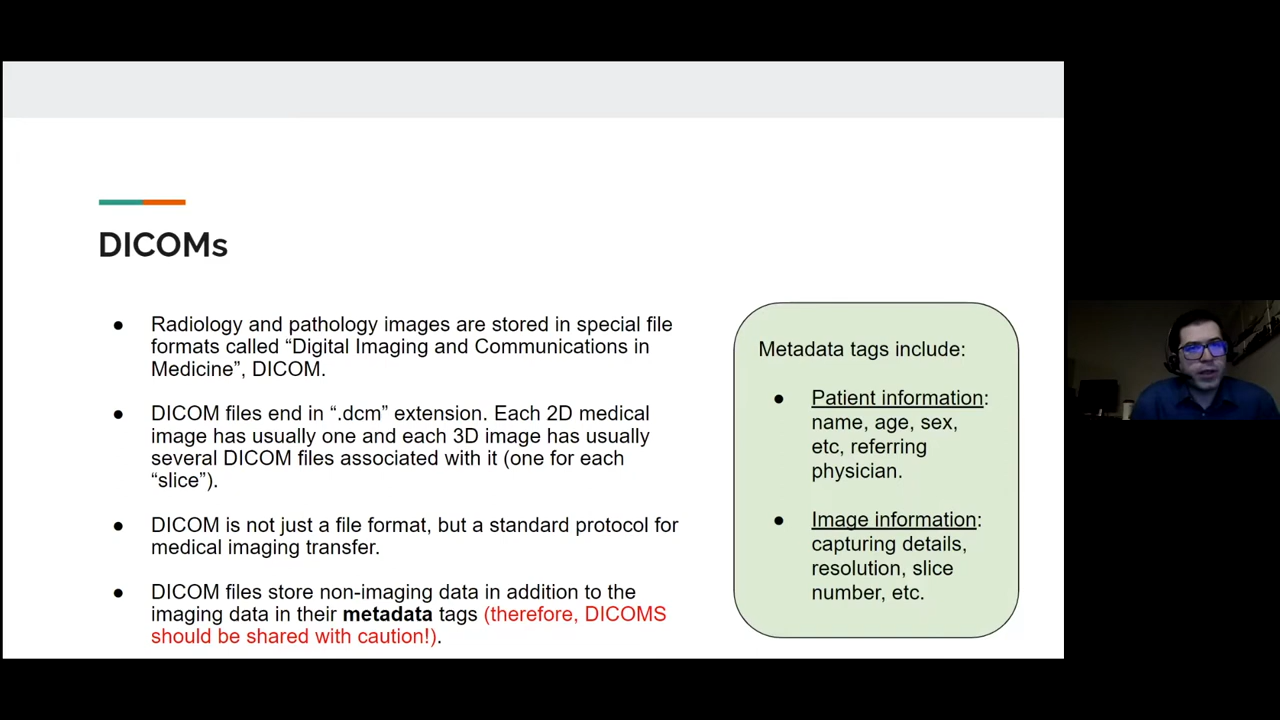 DICOMs
● Radiology and pathology images are stored in special file
formats called “Digital Imaging and Communications in
Medicine”, DICOM.
● DICOM files end in “.dcm” extension. Each 2D medical
image has usually one and each 3D image has usually
several DICOM files associated with it (one for each
“slice”).
● DICOM is not just a file format, but a standard protocol for
medical imaging transfer.
● DICOM files store non-imaging data in addition to the
imaging data in their metadata tags (therefore, DICOMS
should be shared with caution!).
Metadata tags include:
● Patient information:
name, age, sex,
etc, referring
physician.
● Image information:
capturing details,
resolution, slice
number, etc.